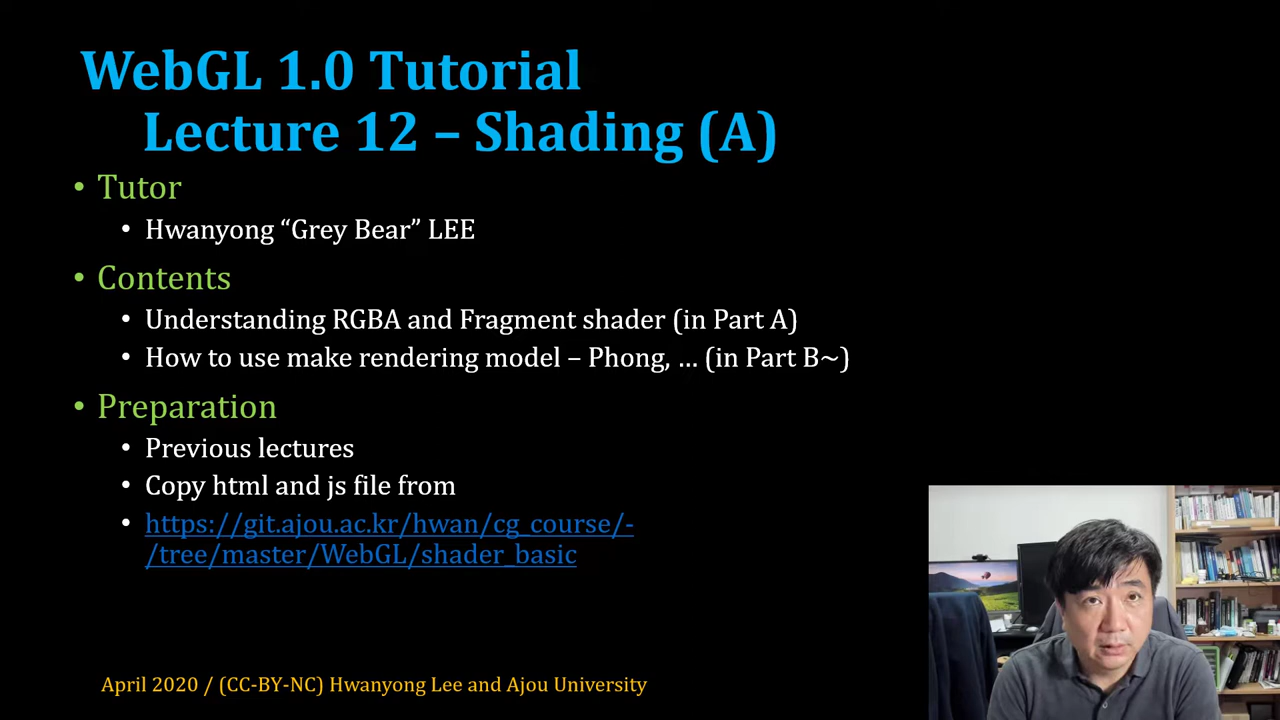 WebGL 1.0 Tutorial
Lecture 12 – Shading (A)
• Tutor
• Hwanyong “Grey Bear” LEE
• Contents
• Understanding RGBA and Fragment shader (in Part A)
• How to use make rendering model – Phong, … (in Part B~)
• Preparation
• Previous lectures
• Copy html and js file from
• https://git.ajou.ac.kr/hwan/cg_course/-
/tree/master/WebGL/shader_basic
April 2020 / (CC-BY-NC) Hwanyong Lee and Ajou University